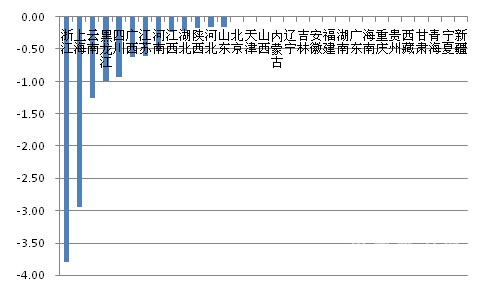 0.00
-0.50
-1.00
-1.50
-2.00
-2.50
-3.00
-3.50
-4.00
浙江
上海
云南
黑龙江
四川
广西
江苏
河南
江西
湖北
陕西
河北
山东
北京
天津
山西
内蒙古
辽宁
吉林
安徽
福建
湖南
广东
海南
重庆
贵州
西藏
甘肃
青海
宁夏
新疆